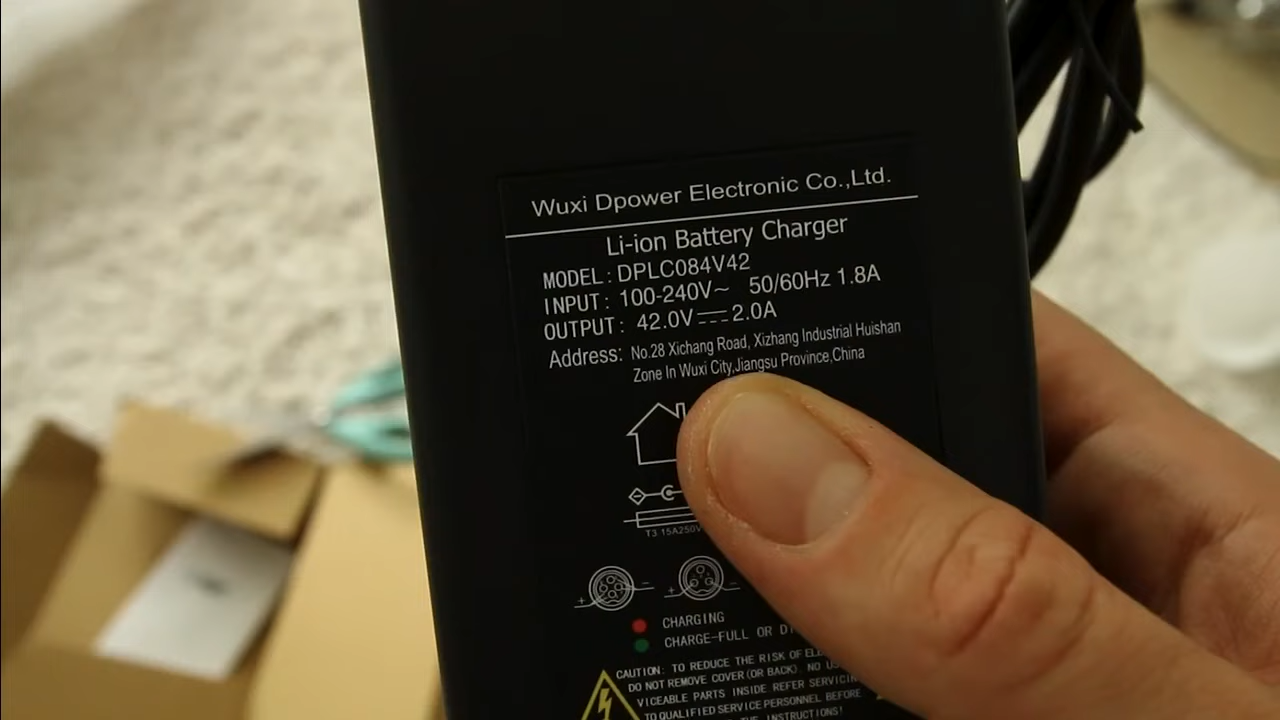 Wuxi Dpower Electronic Co.,Ltd.
Li-ion Battery Charger
MODEL: DPLC084V42
INPUT: 100-240V~ 50/60Hz 1.8A
OUTPUT: 42.0V⎓2.0A
Address: No.28 Xichang Road, Xizhang Industrial Huishan
Zone In Wuxi City,Jiangsu Province,China
T3 15A250V
CHARGING
CHARGE-FULL OR
CAUTION: TO REDUCE THE RISK OF
DO NOT REMOVE COVER (OR BACK). NO
VICEABLE PARTS INSIDE REFER
TO QUALIFIED SERVICE PERSONNEL BEFORE
THE INSTRUCTIONS!